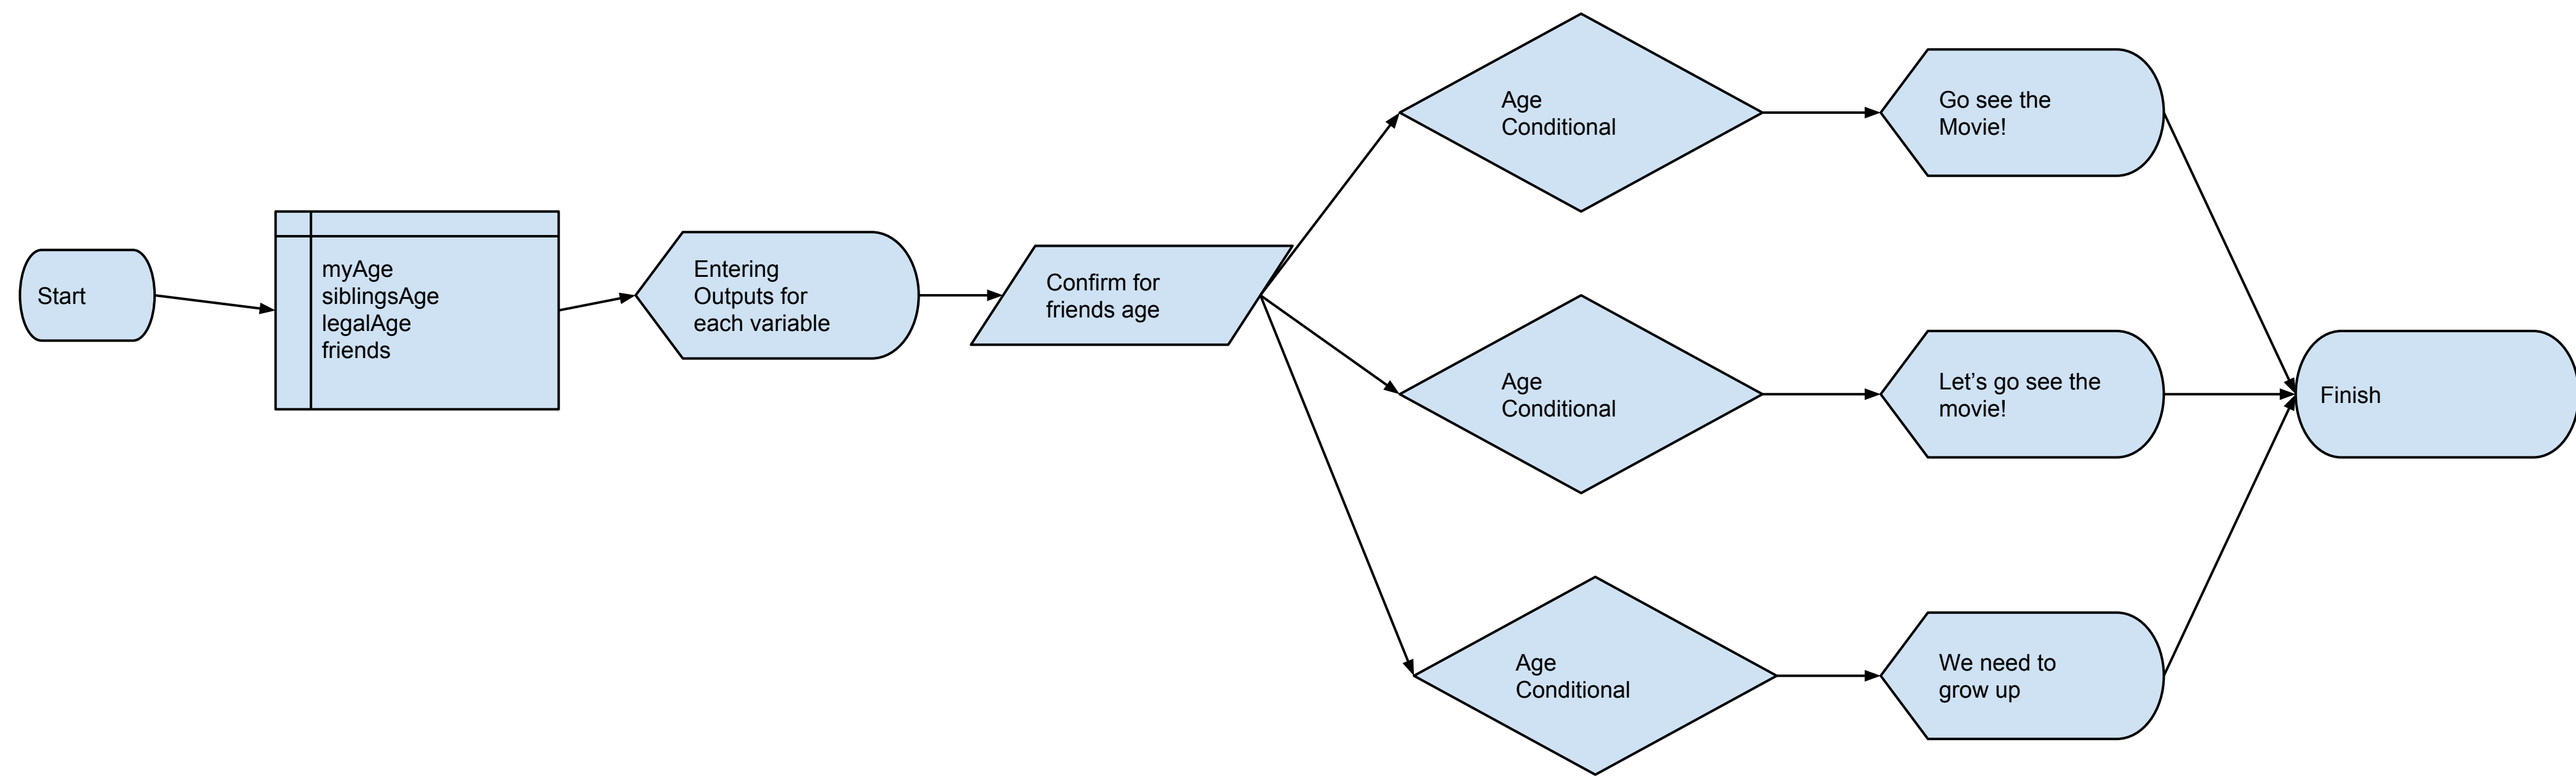 Start
myAge
siblingsAge
legalAge
friends
Entering
Outputs for
each variable
Confirm for
friends age
Age
Conditional
Go see the
Movie!
Age
Conditional
Let’s go see the
movie!
Age
Conditional
We need to
grow up
Finish